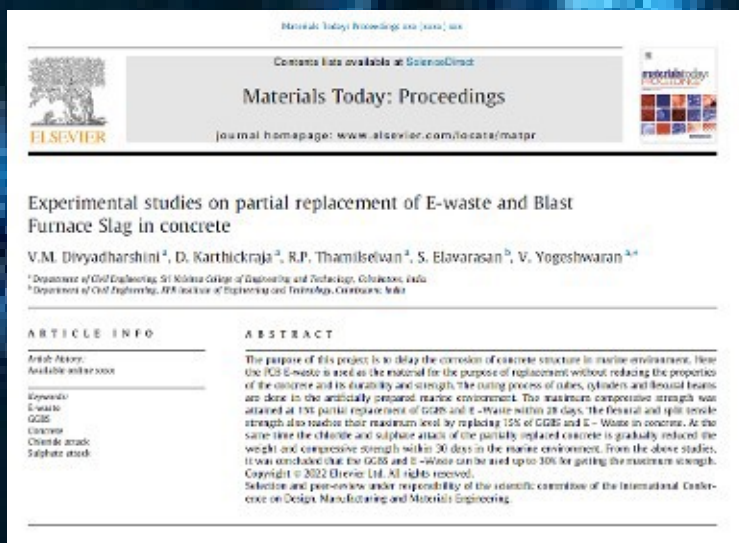 Materials Today: Proceedings xxx (xxxx) xxx
Contents lists available at ScienceDirect
Materials Today: Proceedings
journal homepage: www.elsevier.com/locate/matpr
ELSEVIER
materialstoday:
PROCEEDINGS
Experimental studies on partial replacement of E-waste and Blast
Furnace Slag in concrete
V.M. Divyadharshini a, D. Karthickraja a, R.P. Thamilselvan a, S. Elavarasan b, V. Yogeshwaran a,*
a Department of Civil Engineering, Sri Krishna College of Engineering and Technology, Coimbatore, India
b Department of Civil Engineering, KPR Institute of Engineering and Technology, Coimbatore, India
ARTICLE INFO
Article history:
Available online xxxx
Keywords:
E-waste
GGBS
Concrete
Chloride attack
Sulphate attack
ABSTRACT
The purpose of this project is to delay the corrosion of concrete structure in marine environment. Here
the PCB E-waste is used as the material for the purpose of replacement without reducing the properties
of the concrete and its durability and strength. The curing process of cubes, cylinders and flexural beams
are done in the artificially prepared marine environment. The maximum compressive strength was
attained at 15% partial replacement of GGBS and E -Waste within 28 days. The flexural and split tensile
strength also reaches their maximum level by replacing 15% of GGBS and E - Waste in concrete. At the
same time the chloride and sulphate attack of the partially replaced concrete is gradually reduced the
weight and compressive strength within 30 days in the marine environment. From the above studies,
it was concluded that the GGBS and E -Waste can be used up to 30% for getting the maximum strength.
Copyright © 2022 Elsevier Ltd. All rights reserved.
Selection and peer-review under responsibility of the scientific committee of the International Confer-
ence on Design, Manufacturing and Materials Engineering.